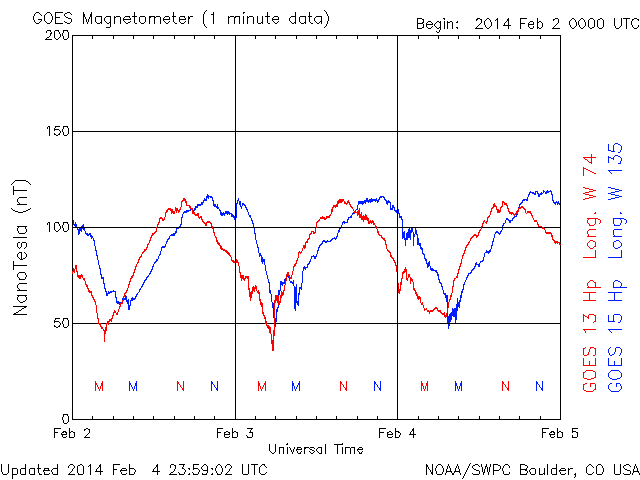 GOES Magnetometer (1 minute data)
Begin: 2014 Feb 2 0000 UTC
200
150
100
50
0
NanoTesla (nT)
M M N N M M N N M M N N
Feb 2 Feb 3 Feb 4 Feb 5
Universal Time
GOES 13 Hp Long. W 74
GOES 15 Hp Long. W 135
Updated 2014 Feb 4 23:59:02 UTC
NOAA/SWPC Boulder, CO USA